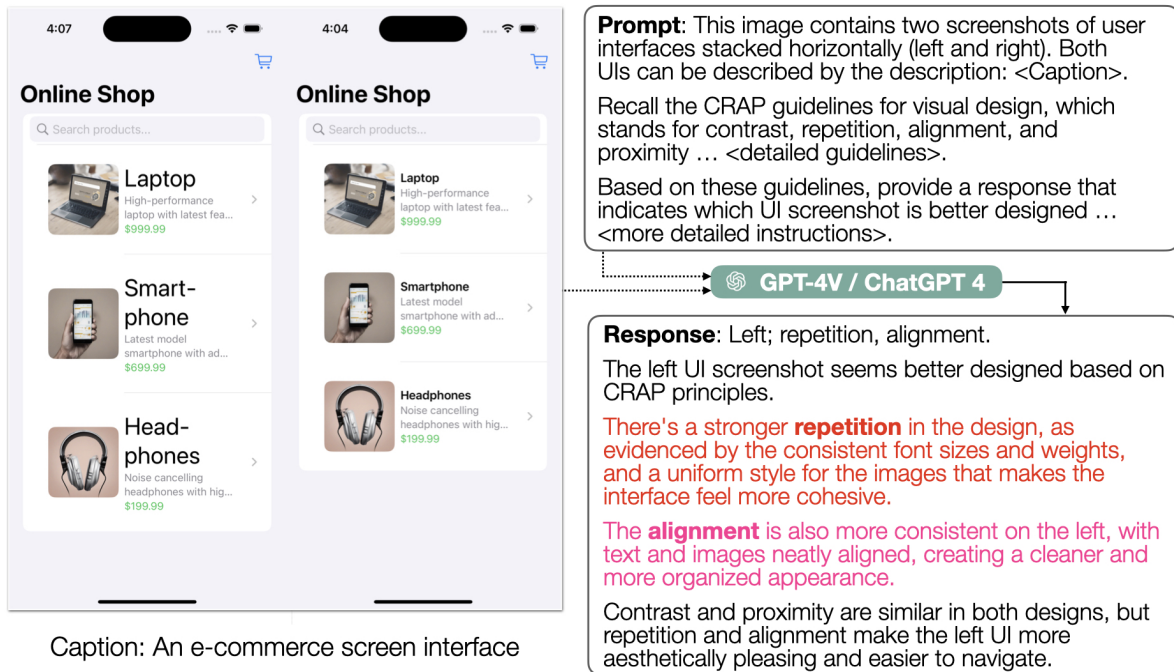 4:07
Online Shop
Search products...
Laptop
High-performance
laptop with latest fea...
$999.99
Smart-
phone
Latest model
smartphone with ad...
$699.99
Head-
phones
Noise cancelling
headphones with hig...
$199.99
4:04
Online Shop
Search products...
Laptop
High-performance
laptop with latest fea...
$999.99
Smartphone
Latest model
smartphone with ad...
$699.99
Headphones
Noise cancelling
headphones with hig...
$199.99
Caption: An e-commerce screen interface
Prompt: This image contains two screenshots of user
interfaces stacked horizontally (left and right). Both
UIs can be described by the description: <Caption>.
Recall the CRAP guidelines for visual design, which
stands for contrast, repetition, alignment, and
proximity … <detailed guidelines>.
Based on these guidelines, provide a response that
indicates which UI screenshot is better designed …
<more detailed instructions>.
GPT-4V / ChatGPT 4
Response: Left; repetition, alignment.
The left UI screenshot seems better designed based on
CRAP principles.
There's a stronger repetition in the design, as
evidenced by the consistent font sizes and weights,
and a uniform style for the images that makes the
interface feel more cohesive.
The alignment is also more consistent on the left, with
text and images neatly aligned, creating a cleaner and
more organized appearance.
Contrast and proximity are similar in both designs, but
repetition and alignment make the left UI more
aesthetically pleasing and easier to navigate.